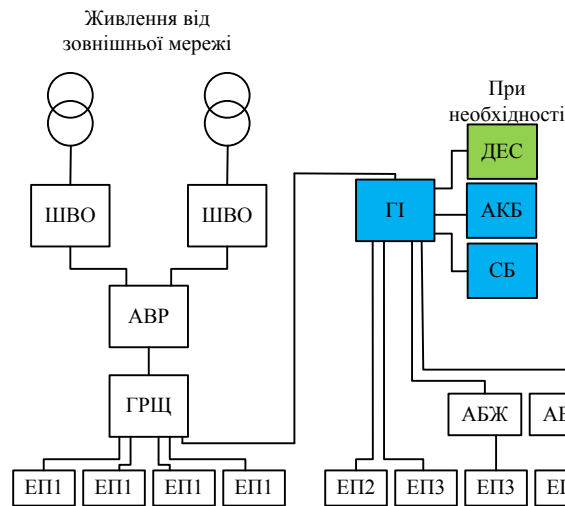 Живлення від
зовнішньої мережі
При
необхідності
ДЕС
ШВО
ШВО
ГІ
АКБ
СБ
АВР
ГРЩ
АБЖ
ЕП1
ЕП1
ЕП1
ЕП1
ЕП2
ЕП3
ЕП3